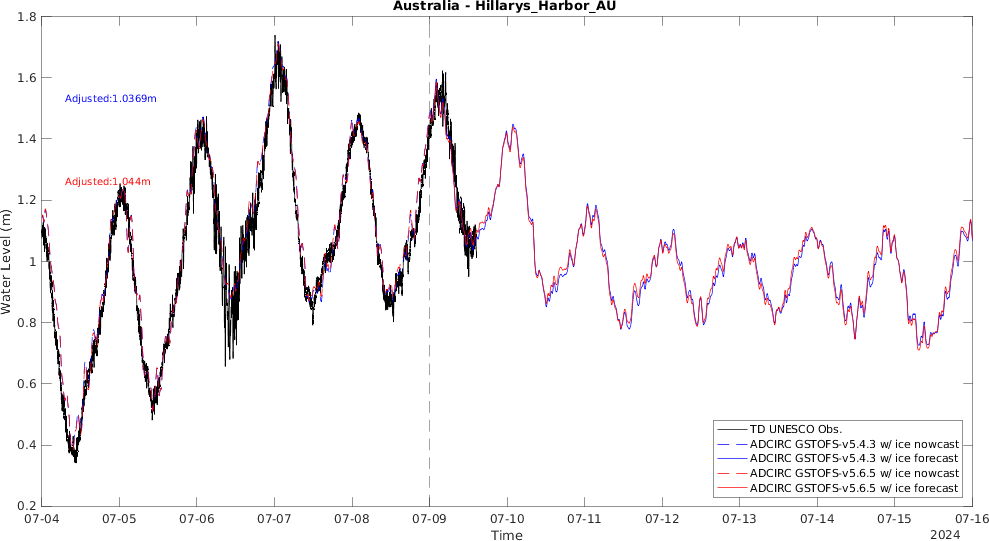 Australia - Hillarys_Harbor_AU
1.8
1.6
1.4
1.2
1
0.8
0.6
0.4
0.2
Water Level (m)
Adjusted:1.0369m
Adjusted:1.044m
TD UNESCO Obs.
ADCIRC GSTOFS-v5.4.3 w/ ice nowcast
ADCIRC GSTOFS-v5.4.3 w/ ice forecast
ADCIRC GSTOFS-v5.6.5 w/ ice nowcast
ADCIRC GSTOFS-v5.6.5 w/ ice forecast
07-04 07-05 07-06 07-07 07-08 07-09 07-10 07-11 07-12 07-13 07-14 07-15 07-16
Time
2024